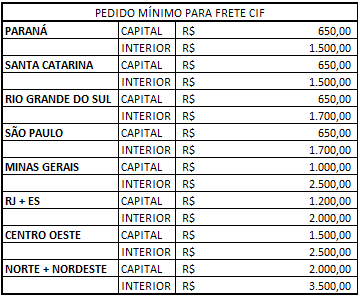 PEDIDO MÍNIMO PARA FRETE CIF
PARANÁ CAPITAL R$ 650,00
INTERIOR R$ 1.500,00
SANTA CATARINA CAPITAL R$ 650,00
INTERIOR R$ 1.500,00
RIO GRANDE DO SUL CAPITAL R$ 650,00
INTERIOR R$ 1.700,00
SÃO PAULO CAPITAL R$ 650,00
INTERIOR R$ 1.700,00
MINAS GERAIS CAPITAL R$ 1.000,00
INTERIOR R$ 2.500,00
RJ + ES CAPITAL R$ 1.200,00
INTERIOR R$ 2.000,00
CENTRO OESTE CAPITAL R$ 1.500,00
INTERIOR R$ 2.500,00
NORTE + NORDESTE CAPITAL R$ 2.000,00
INTERIOR R$ 3.500,00